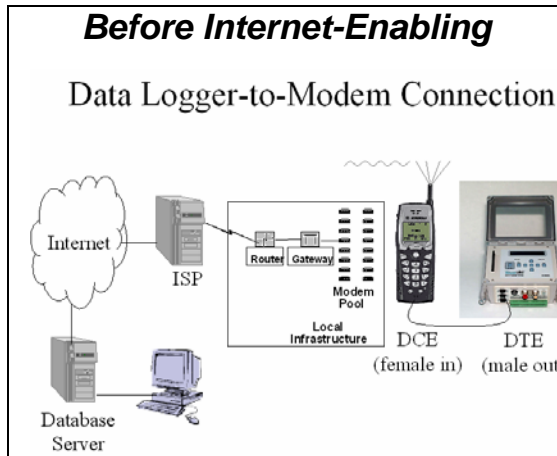 Before Internet-Enabling
Data Logger-to-Modem Connection
Internet
ISP
Router
Gateway
Modem
Pool
Local
Infrastructure
DCE
(female in)
DTE
(male out
Database
Server